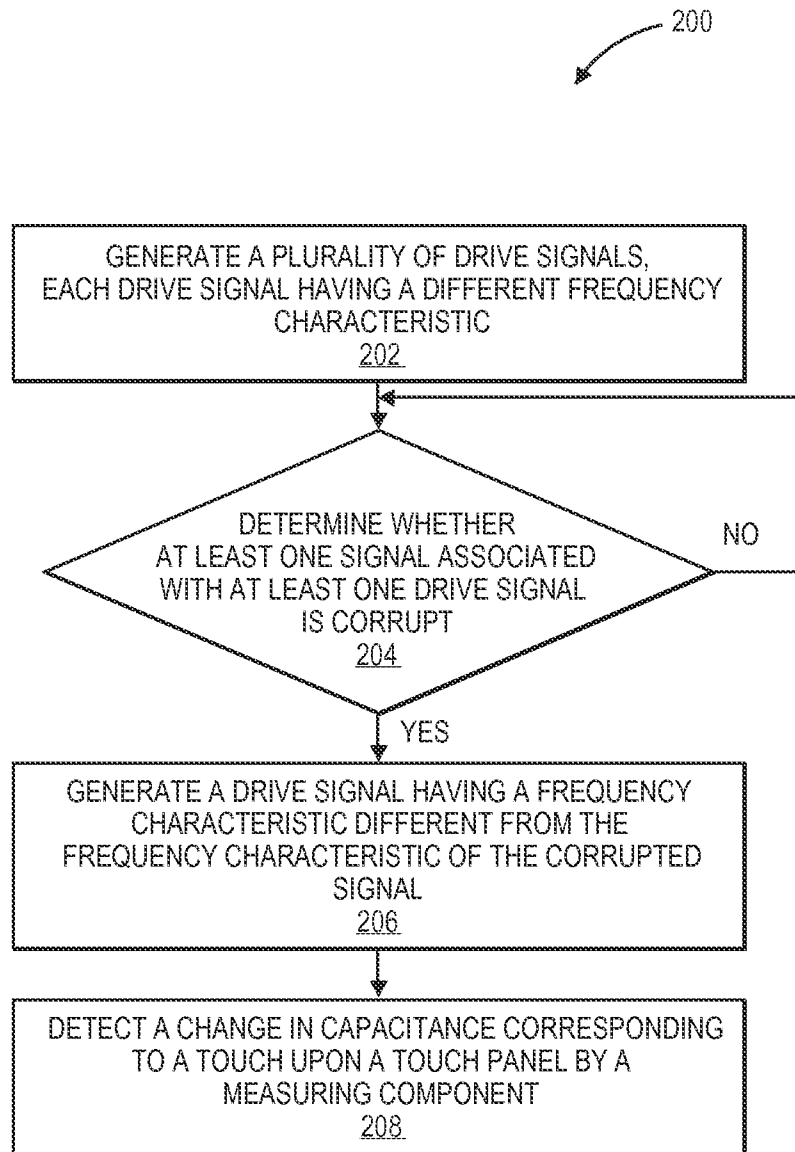 200
GENERATE A PLURALITY OF DRIVE SIGNALS,
EACH DRIVE SIGNAL HAVING A DIFFERENT FREQUENCY
CHARACTERISTIC
202
DETERMINE WHETHER
AT LEAST ONE SIGNAL ASSOCIATED
WITH AT LEAST ONE DRIVE SIGNAL
IS CORRUPT
204
NO
YES
GENERATE A DRIVE SIGNAL HAVING A FREQUENCY
CHARACTERISTIC DIFFERENT FROM THE
FREQUENCY CHARACTERISTIC OF THE CORRUPTED
SIGNAL
206
DETECT A CHANGE IN CAPACITANCE CORRESPONDING
TO A TOUCH UPON A TOUCH PANEL BY A
MEASURING COMPONENT
208